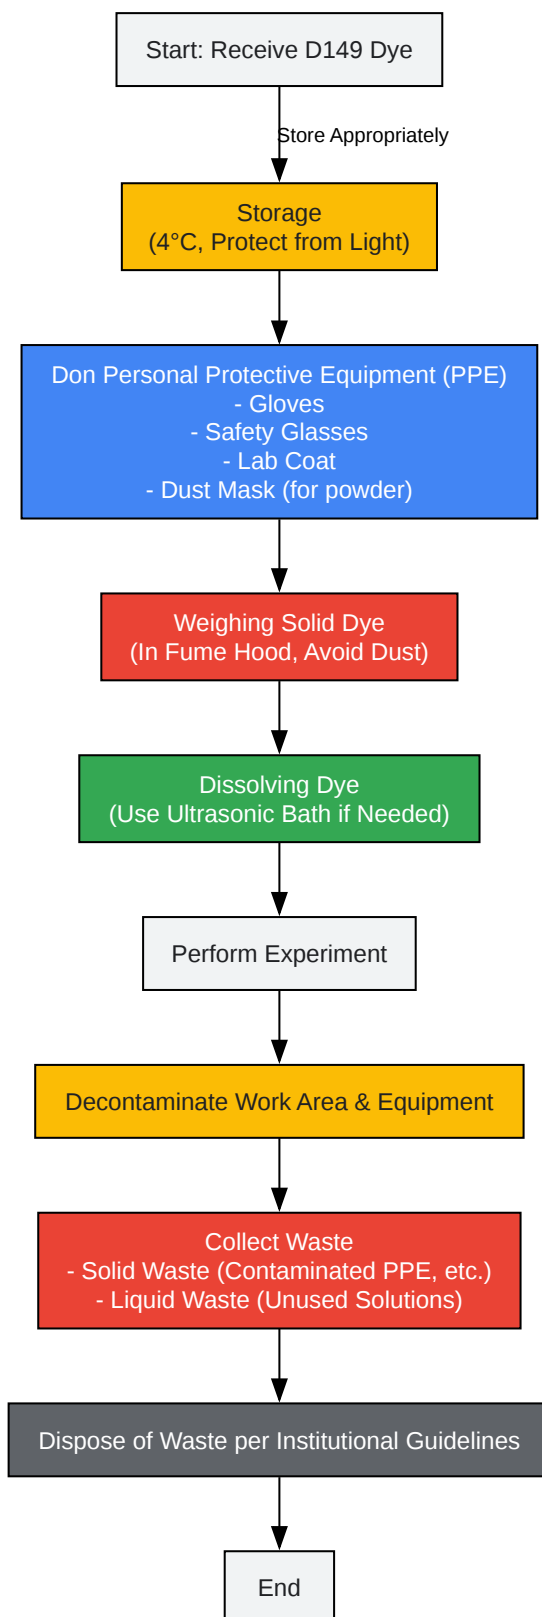 Start: Receive D149 Dye
Store Appropriately
Storage
(4°C, Protect from Light)
Don Personal Protective Equipment (PPE)
- Gloves
- Safety Glasses
- Lab Coat
- Dust Mask (for powder)
Weighing Solid Dye
(In Fume Hood, Avoid Dust)
Dissolving Dye
(Use Ultrasonic Bath if Needed)
Perform Experiment
Decontaminate Work Area & Equipment
Collect Waste
- Solid Waste (Contaminated PPE, etc.)
- Liquid Waste (Unused Solutions)
Dispose of Waste per Institutional Guidelines
End